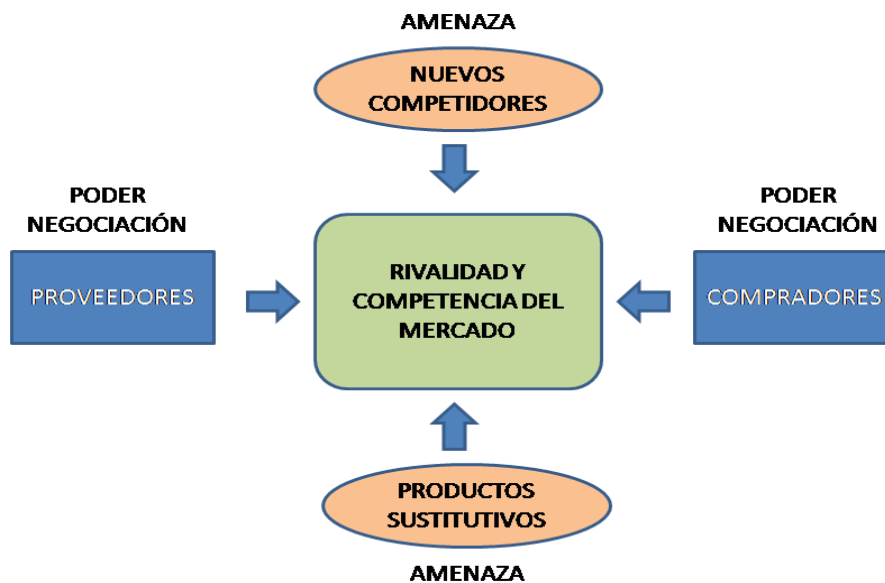 AMENAZA
NUEVOS
COMPETIDORES
PODER
NEGOCIACIÓN
PROVEEDORES
RIVALIDAD Y
COMPETENCIA DEL
MERCADO
PODER
NEGOCIACIÓN
COMPRADORES
PRODUCTOS
SUSTITUTIVOS
AMENAZA